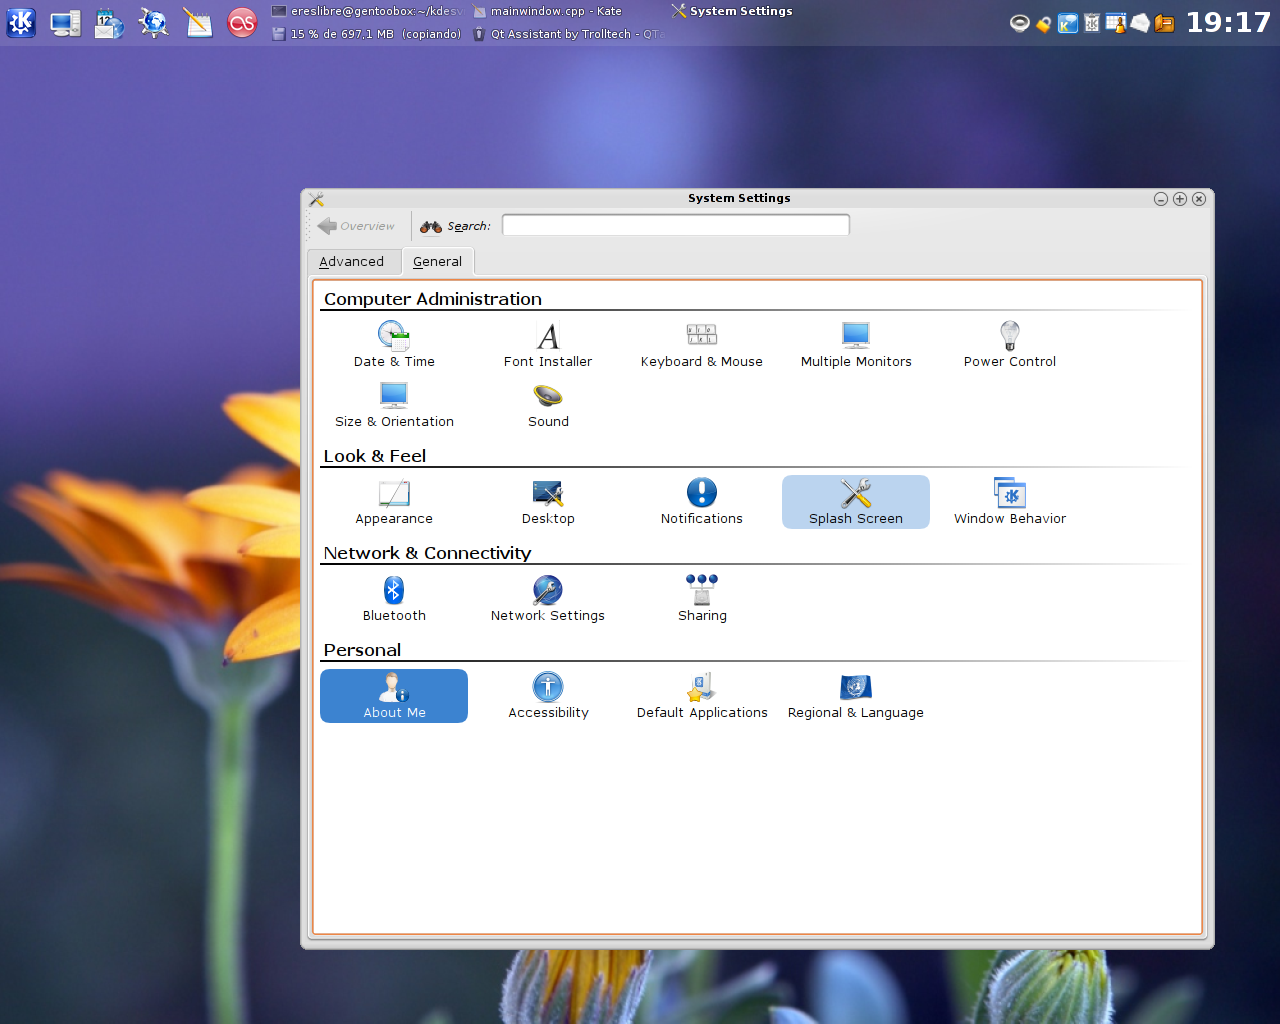 ereslibre@gentoobox:~/kdesv
mainwindow.cpp - Kate
System Settings
15 % de 697,1 MB (copiando)
Qt Assistant by Trolltech - QT
19:17
12
System Settings
Overview
Search:
Advanced
General
Computer Administration
Date & Time
Font Installer
Keyboard & Mouse
Multiple Monitors
Power Control
Size & Orientation
Sound
Look & Feel
Appearance
Desktop
Notifications
Splash Screen
Window Behavior
Network & Connectivity
Bluetooth
Network Settings
Sharing
Personal
About Me
Accessibility
Default Applications
Regional & Language